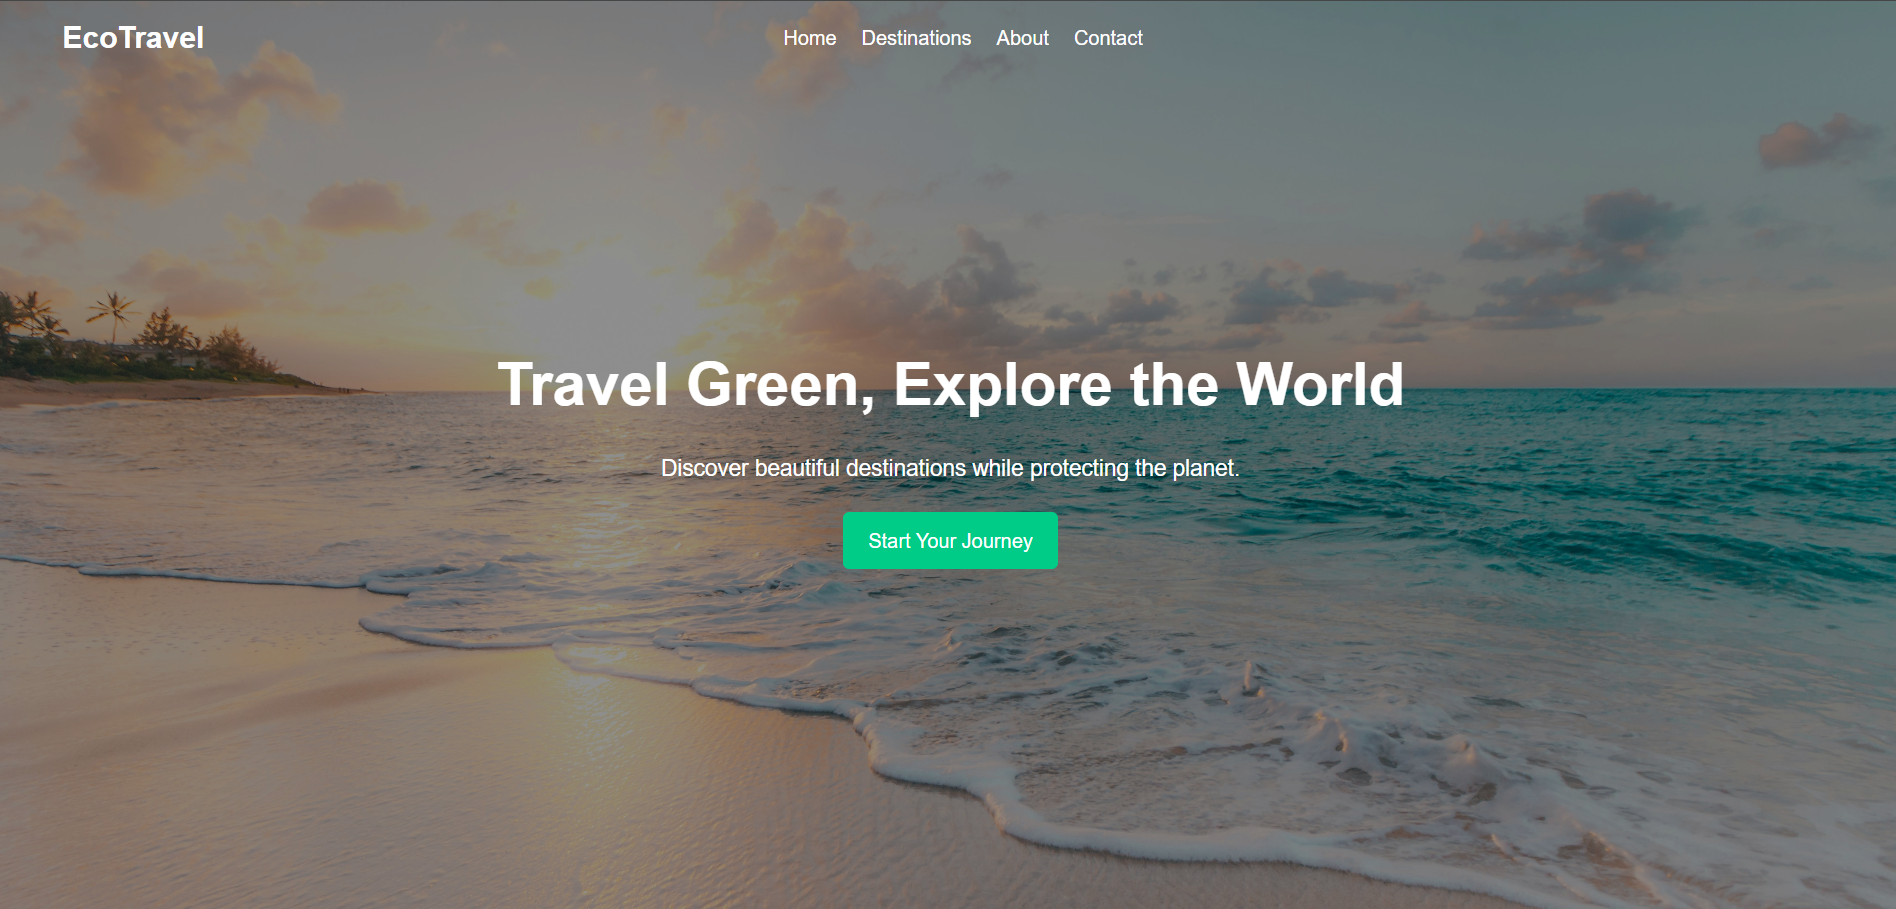 EcoTravel
Home Destinations About Contact
Travel Green, Explore the World
Discover beautiful destinations while protecting the planet.
Start Your Journey